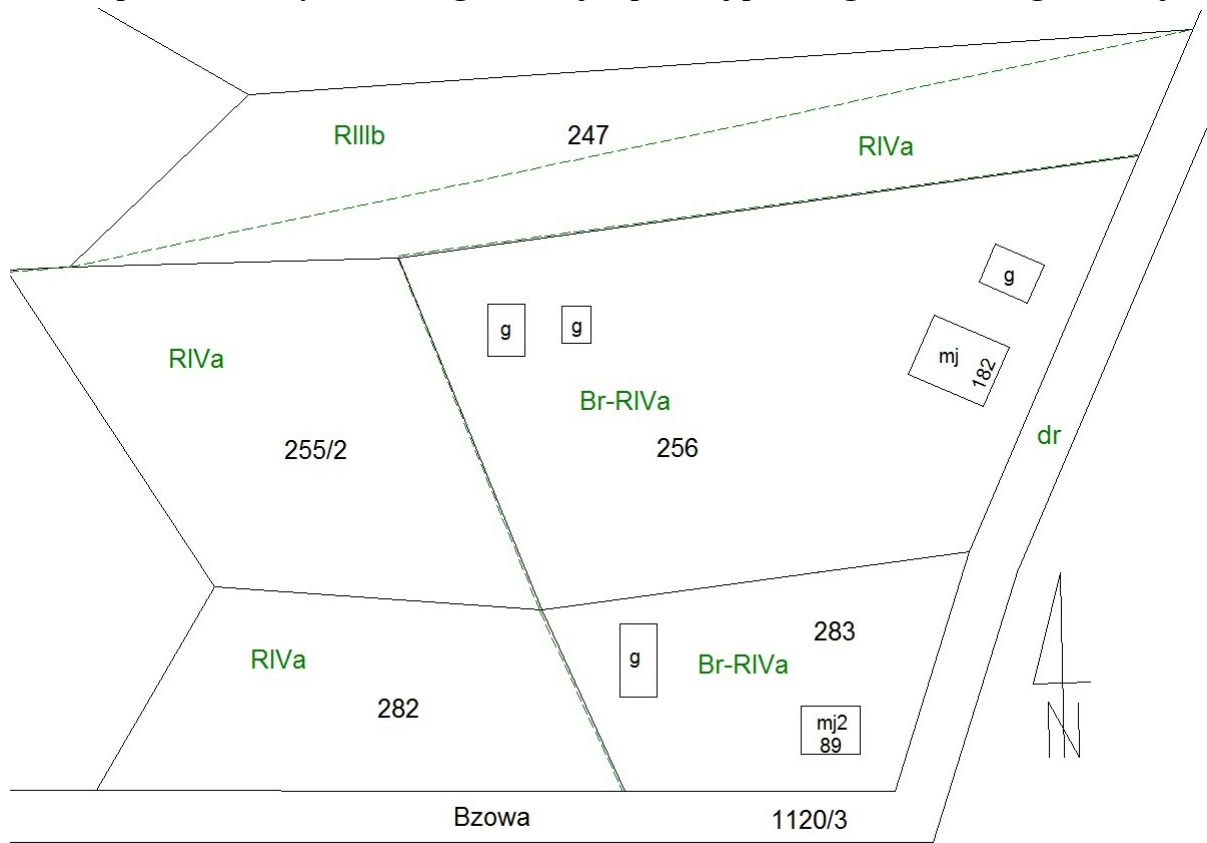 RIIIb
247
RIVa
g
g
g
RIVa
mj
182
Br-RIVa
dr
255/2
256
283
RIVa
g
Br-RIVa
282
mj2
89
N
Bzowa
1120/3